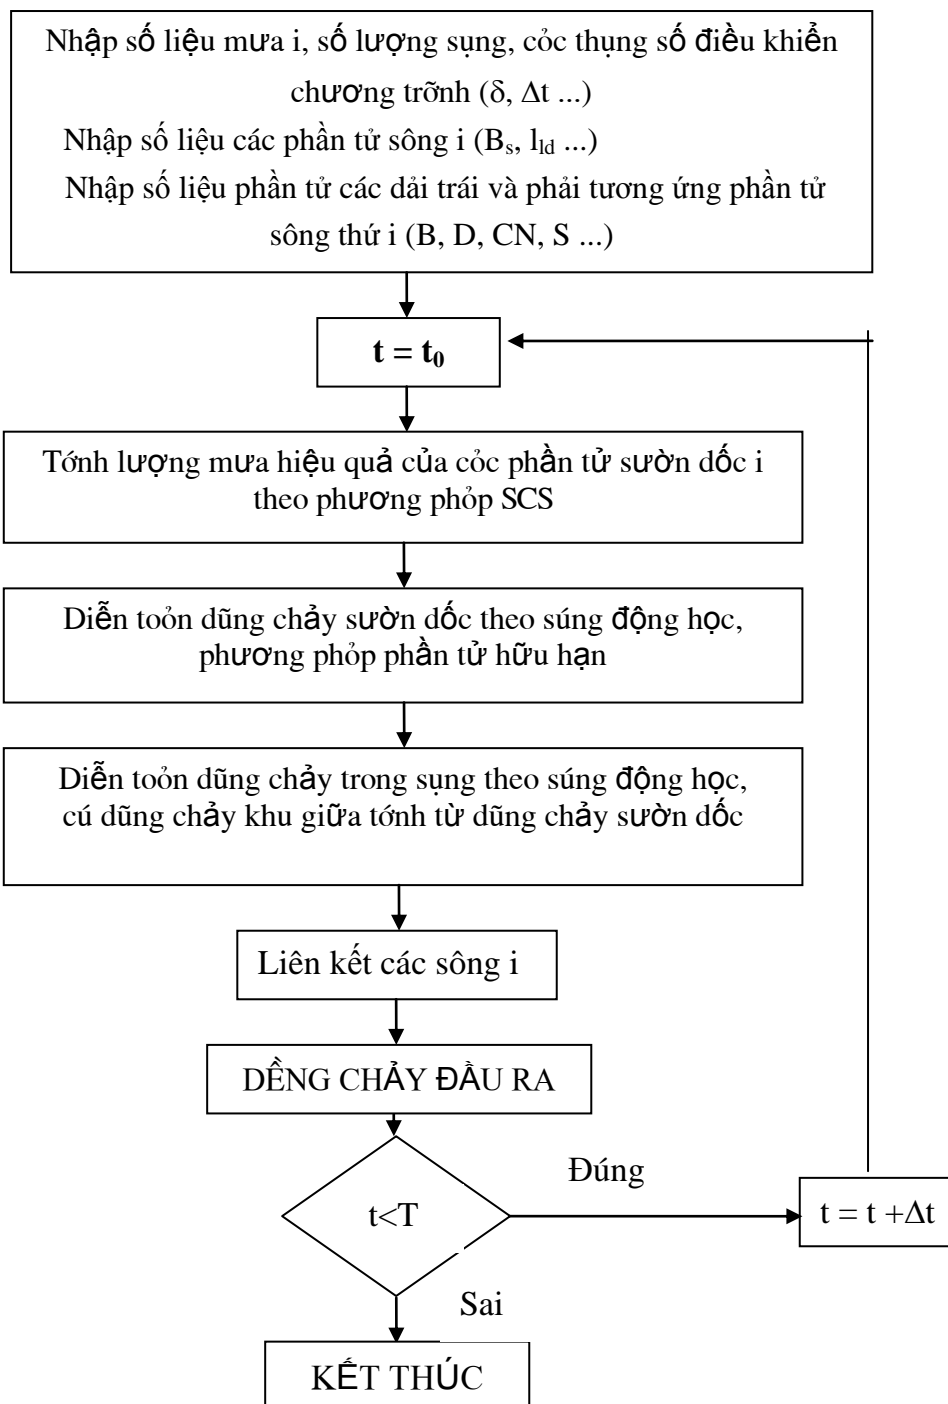 Nhập số liệu mưa i, số lượng sụng, cỏc thụng số điều khiển
chương trỡnh (δ, Δt ...)
Nhập số liệu các phần tử sông i (Bs, lld ...)
Nhập số liệu phần tử các dải trái và phải tương ứng phần tử
sông thứ i (B, D, CN, S ...)
t = t0
Tớnh lượng mưa hiệu quả của cỏc phần tử sườn dốc i
theo phương phỏp SCS
Diễn toỏn dũng chảy sườn dốc theo súng động học,
phương phỏp phần tử hữu hạn
Diễn toỏn dũng chảy trong sụng theo súng động học,
cú dũng chảy khu giữa tớnh từ dũng chảy sườn dốc
Liên kết các sông i
DỀNG CHẢY ĐẦU RA
Đúng
t<T
t = t +Δt
Sai
KẾT THÚC